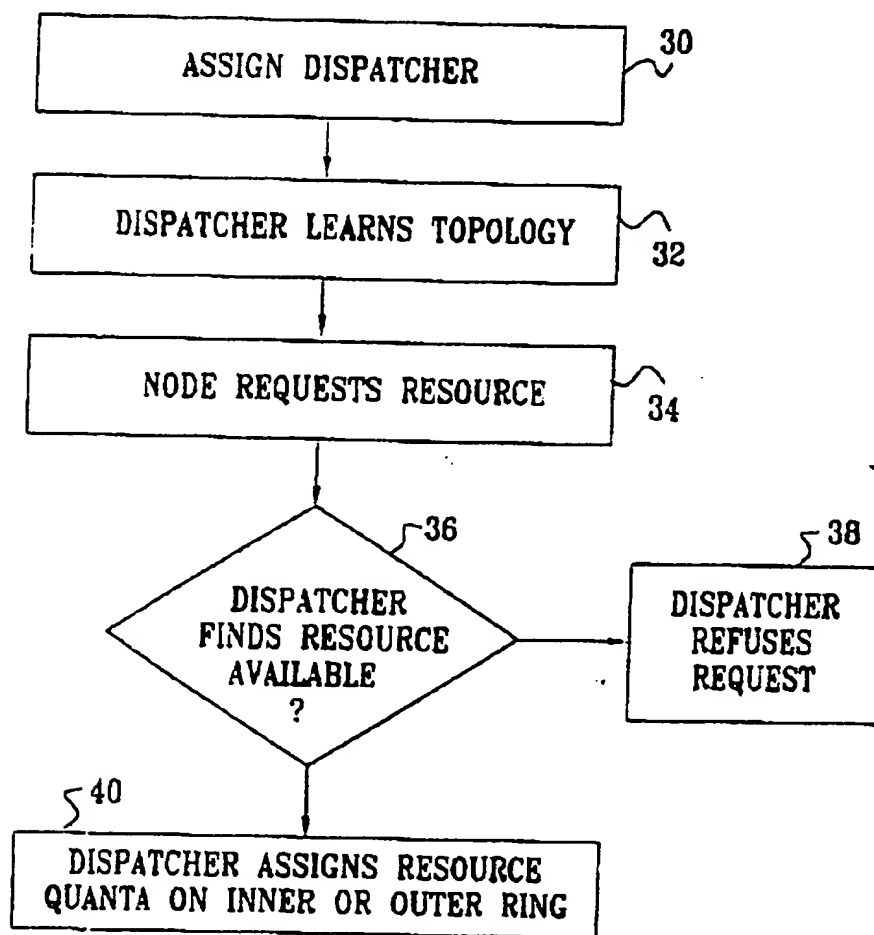 30
ASSIGN DISPATCHER
DISPATCHER LEARNS TOPOLOGY
32
NODE REQUESTS RESOURCE
34
36
DISPATCHER
FINDS RESOURCE
AVAILABLE
?
38
DISPATCHER
REFUSES
REQUEST
40
DISPATCHER ASSIGNS RESOURCE
QUANTA ON INNER OR OUTER RING